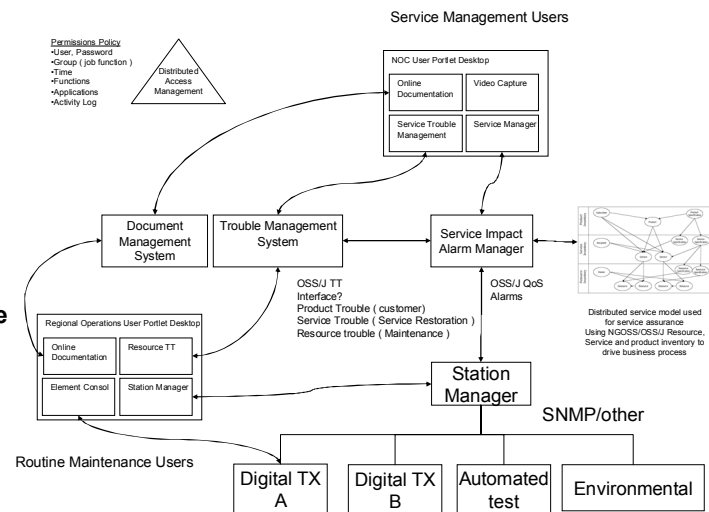 Service Management Users
Permissions Policy
•User, Password
•Group ( job function )
•Time
•Functions
•Applications
•Activity Log
Distributed
Access
Management
NOC User Portlet Desktop
Online
Documentation
Video Capture
Service Trouble
Management
Service Manager
Document
Management
System
Trouble Management
System
Service Impact
Alarm Manager
OSS/J TT
Interface?
Product Trouble ( customer)
Service Trouble ( Service Restoration )
Resource trouble ( Maintenance )
OSS/J QoS
Alarms
Distributed service model used
for service assurance
Using NGOSS/OSS/J Resource,
Service and product inventory to
drive business process
e
Regional Operations User Portlet Desktop
Online
Documentation
Resource TT
Element Consol
Station Manager
Station
Manager
SNMP/other
Routine Maintenance Users
Digital TX
A
Digital TX
B
Automated
test
Environmental